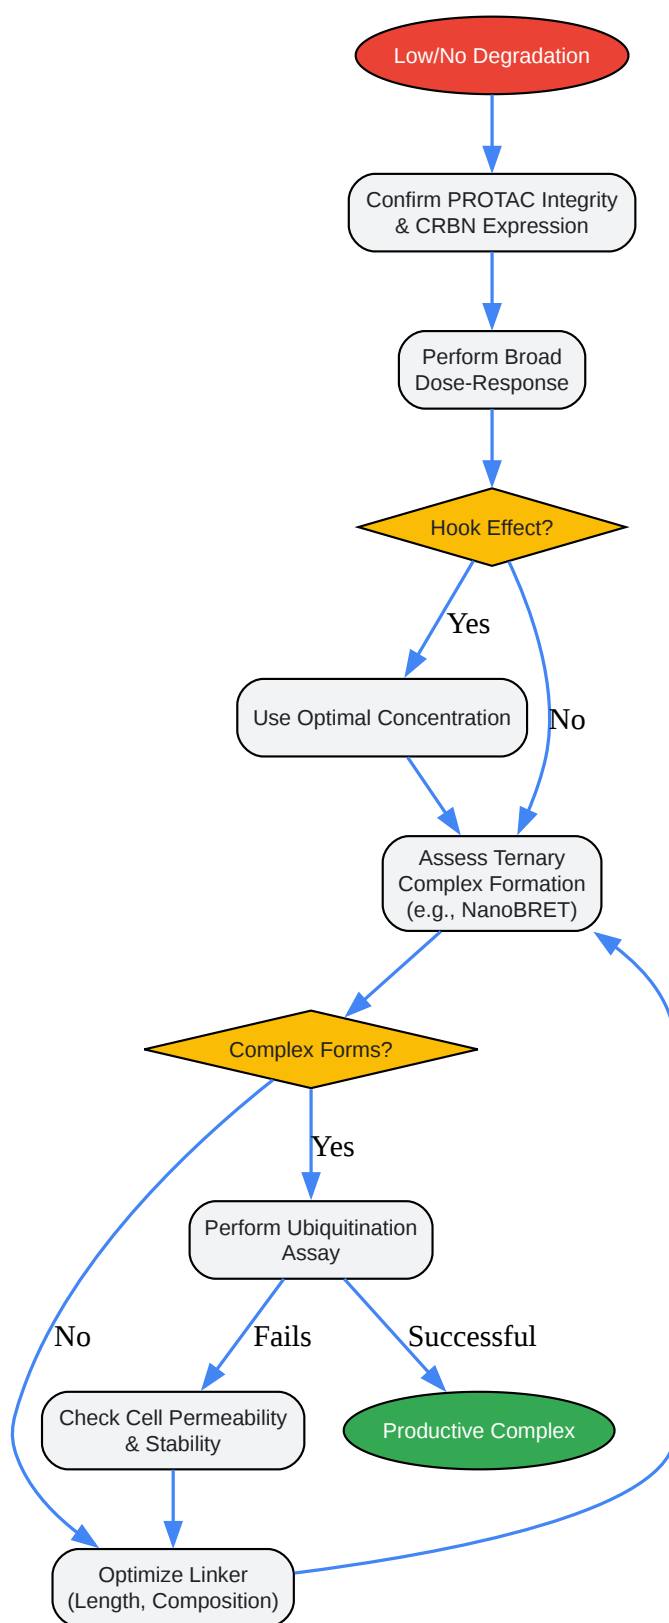 Low/No Degradation
Confirm PROTAC Integrity
& CRBN Expression
Perform Broad
Dose-Response
Hook Effect?
Yes
Use Optimal Concentration
No
Assess Ternary
Complex Formation
(e.g., NanoBRET)
Complex Forms?
Yes
Perform Ubiquitination
Assay
No
Fails
Successful
Check Cell Permeability
& Stability
Productive Complex
Optimize Linker
(Length, Composition)